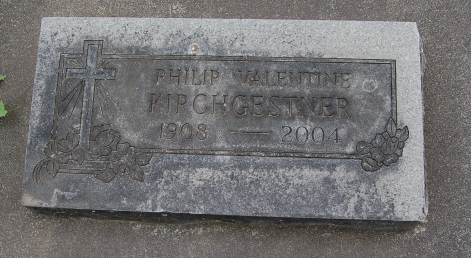 PHILIP VALENTINE
KIRCHGESTNER
1908 — 2004